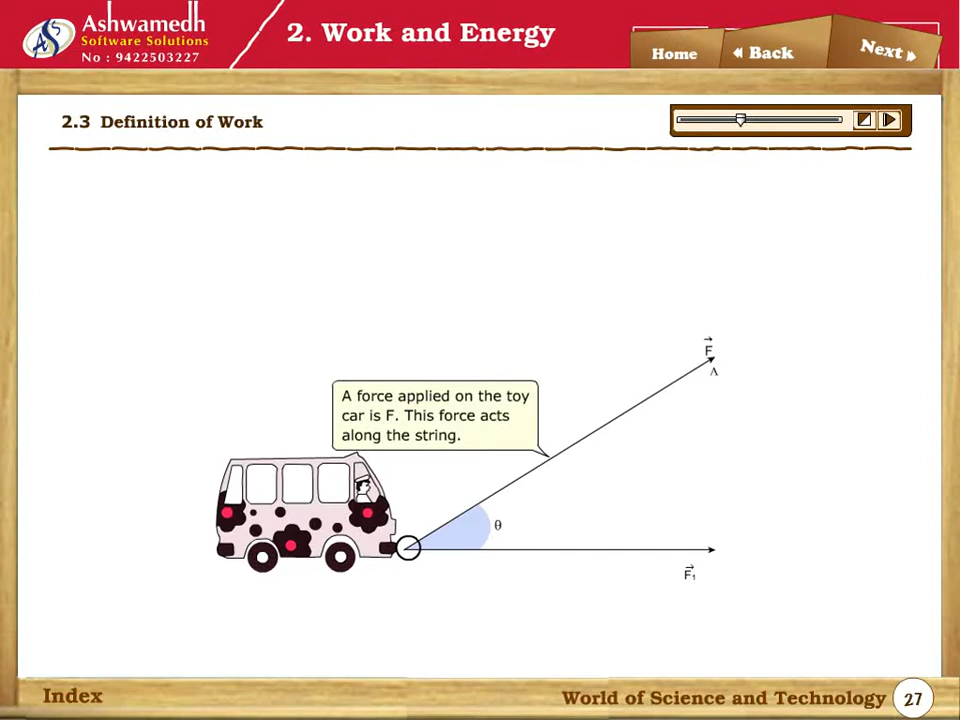 Ashwamedh
Software Solutions
No : 9422503227
AS
2. Work and Energy
Home
Back
Next
2.3 Definition of Work
F
A
A force applied on the toy
car is F. This force acts
along the string.
θ
F₁
Index
World of Science and Technology
27